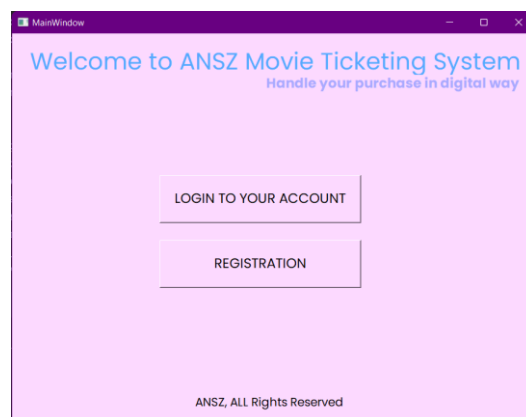 MainWindow
Welcome to ANSZ Movie Ticketing System
Handle your purchase in digital way
LOGIN TO YOUR ACCOUNT
REGISTRATION
ANSZ, ALL Rights Reserved